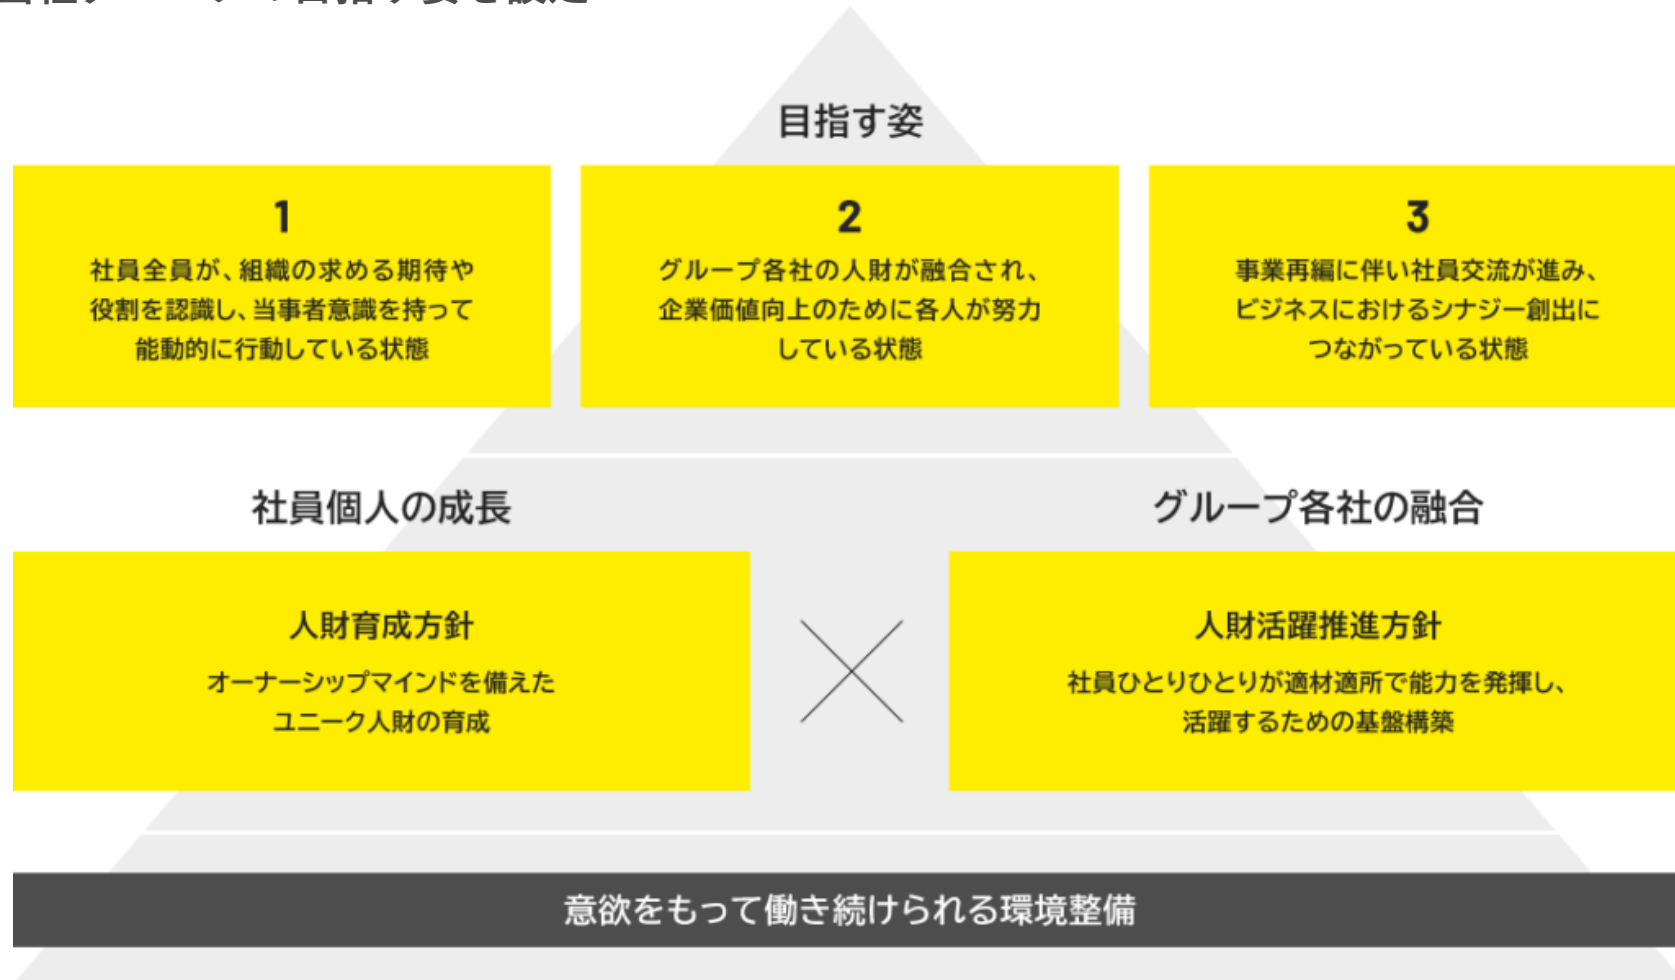 目指す姿
1
社員全員が、組織の求める期待や
役割を認識し、当事者意識を持って
能動的に行動している状態
2
グループ各社の人財が融合され、
企業価値向上のために各人が努力
している状態
3
事業再編に伴い社員交流が進み、
ビジネスにおけるシナジー創出に
つながっている状態
社員個人の成長
グループ各社の融合
人財育成方針
オーナーシップマインドを備えた
ユニーク人財の育成
人財活躍推進方針
社員ひとりひとりが適材適所で能力を発揮し、
活躍するための基盤構築
意欲をもって働き続けられる環境整備